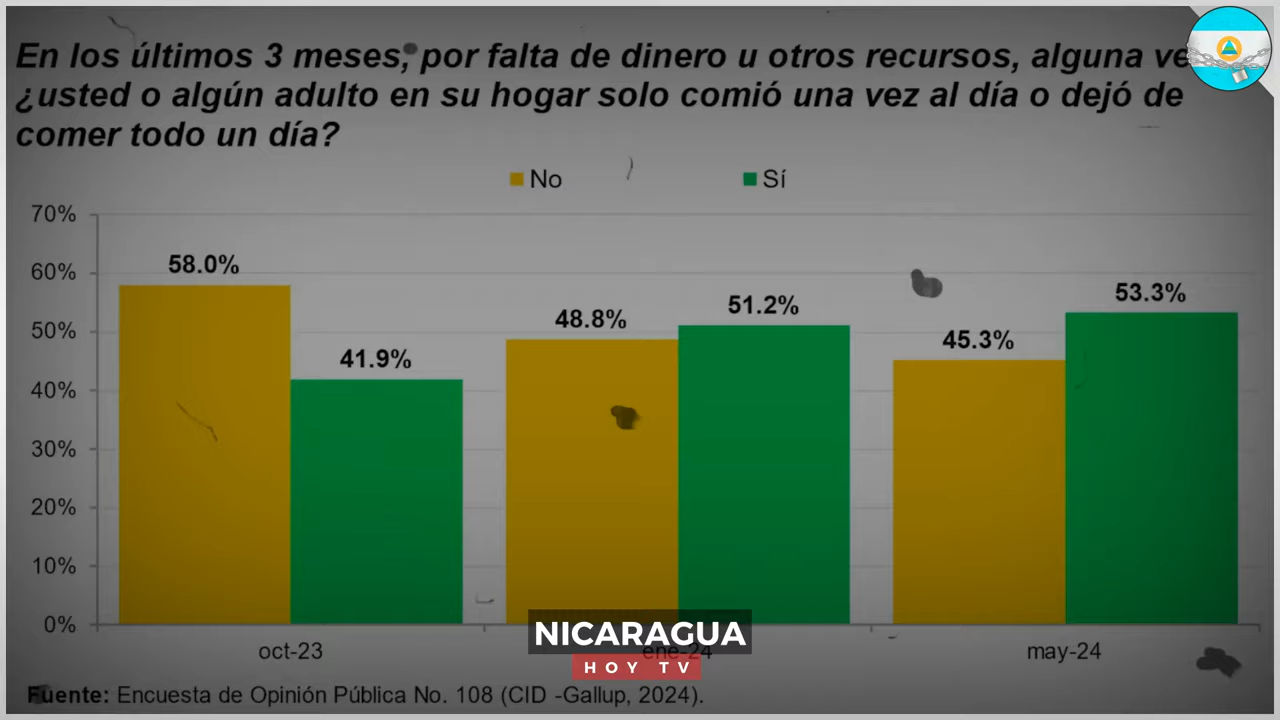 En los últimos 3 meses, por falta de dinero u otros recursos, alguna
¿usted o algún adulto en su hogar solo comió una vez al día o dejó de
comer todo un día?
No
Sí
70%
60%
50%
40%
30%
20%
10%
0%
58.0%
41.9%
48.8%
51.2%
45.3%
53.3%
oct-23
ene-24
may-24
NICARAGUA
HOY TV
Fuente: Encuesta de Opinión Pública No. 108 (CID -Gallup, 2024).